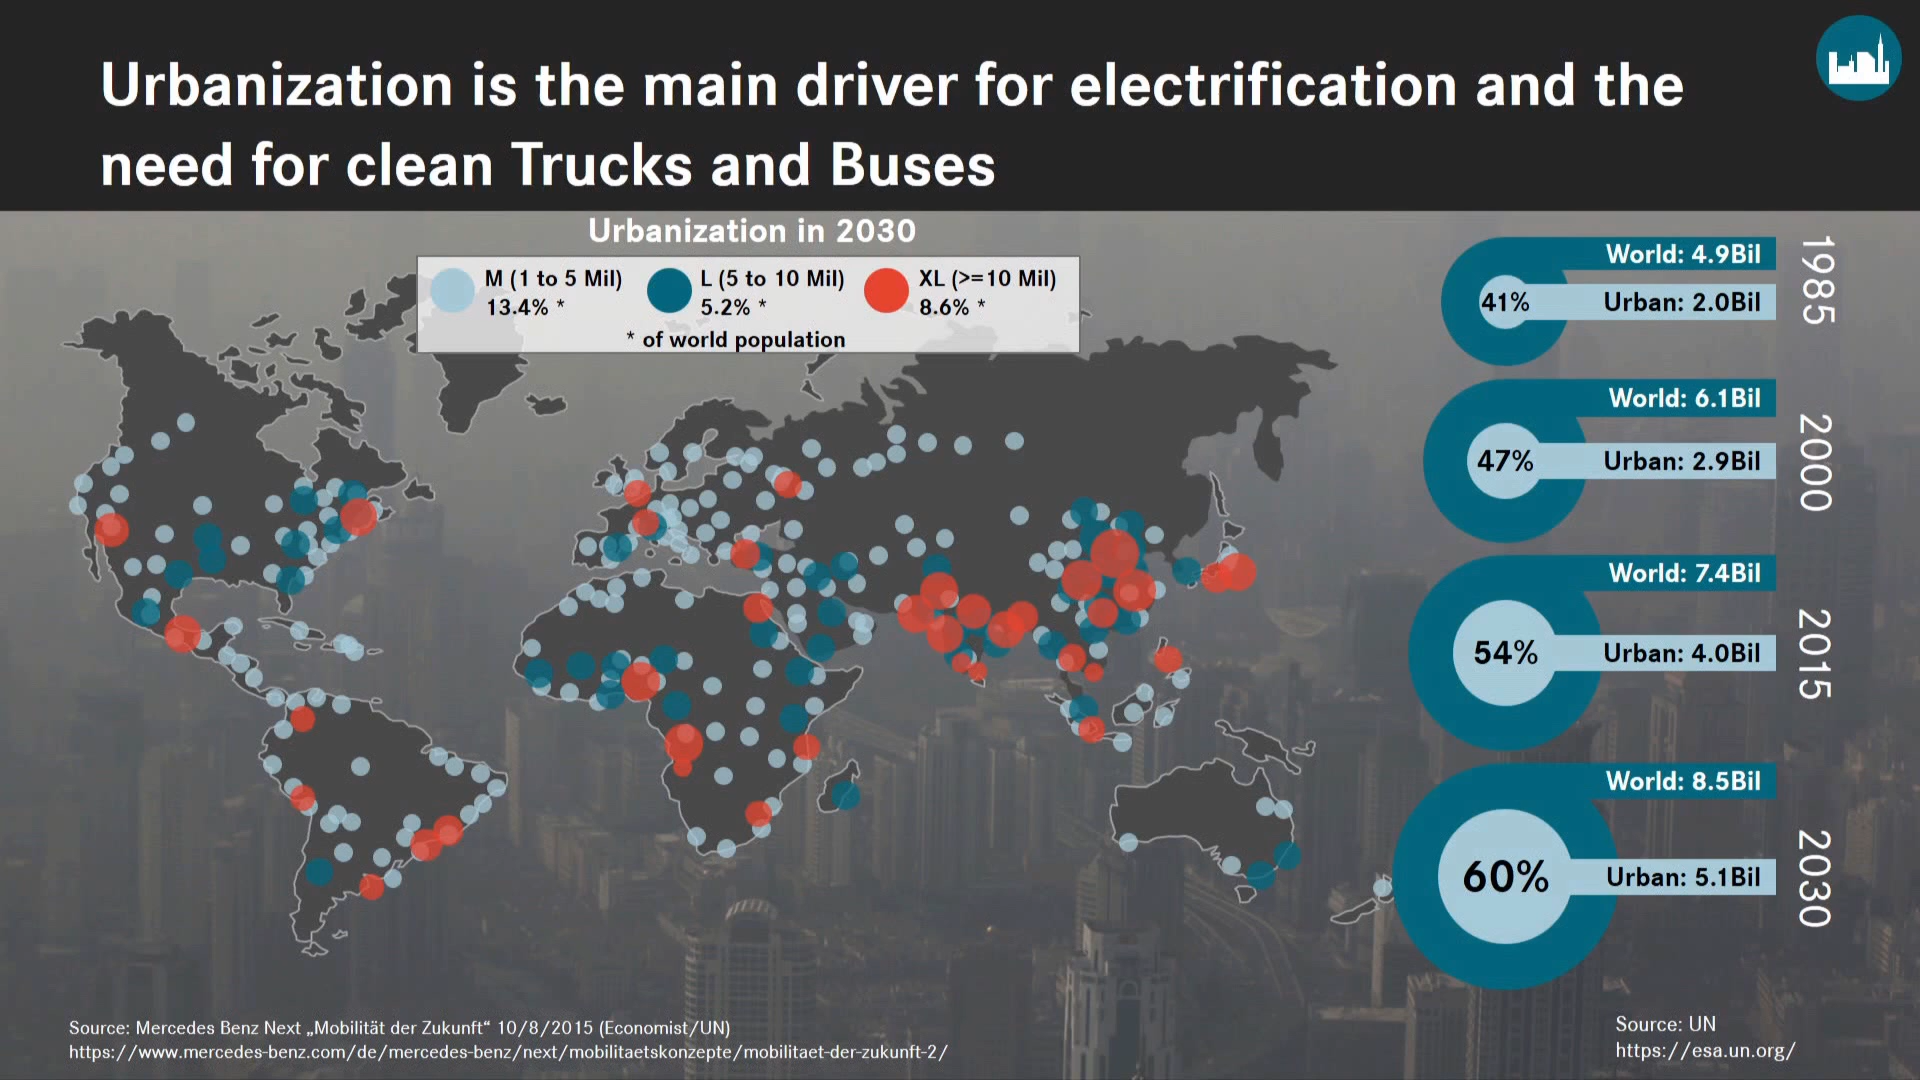 Urbanization is the main driver for electrification and the
need for clean Trucks and Buses
Urbanization in 2030
M (1 to 5 Mil)
13.4% *
L (5 to 10 Mil)
5.2% *
XL (>=10 Mil)
8.6% *
* of world population
World: 4.9Bil
41%
Urban: 2.0Bil
1985
World: 6.1Bil
47%
Urban: 2.9Bil
2000
World: 7.4Bil
54%
Urban: 4.0Bil
2015
World: 8.5Bil
60%
Urban: 5.1Bil
2030
Source: Mercedes Benz Next „Mobilität der Zukunft“ 10/8/2015 (Economist/UN)
https://www.mercedes-benz.com/de/mercedes-benz/next/mobilitaetskonzepte/mobilitaet-der-zukunft-2/
Source: UN
https://esa.un.org/